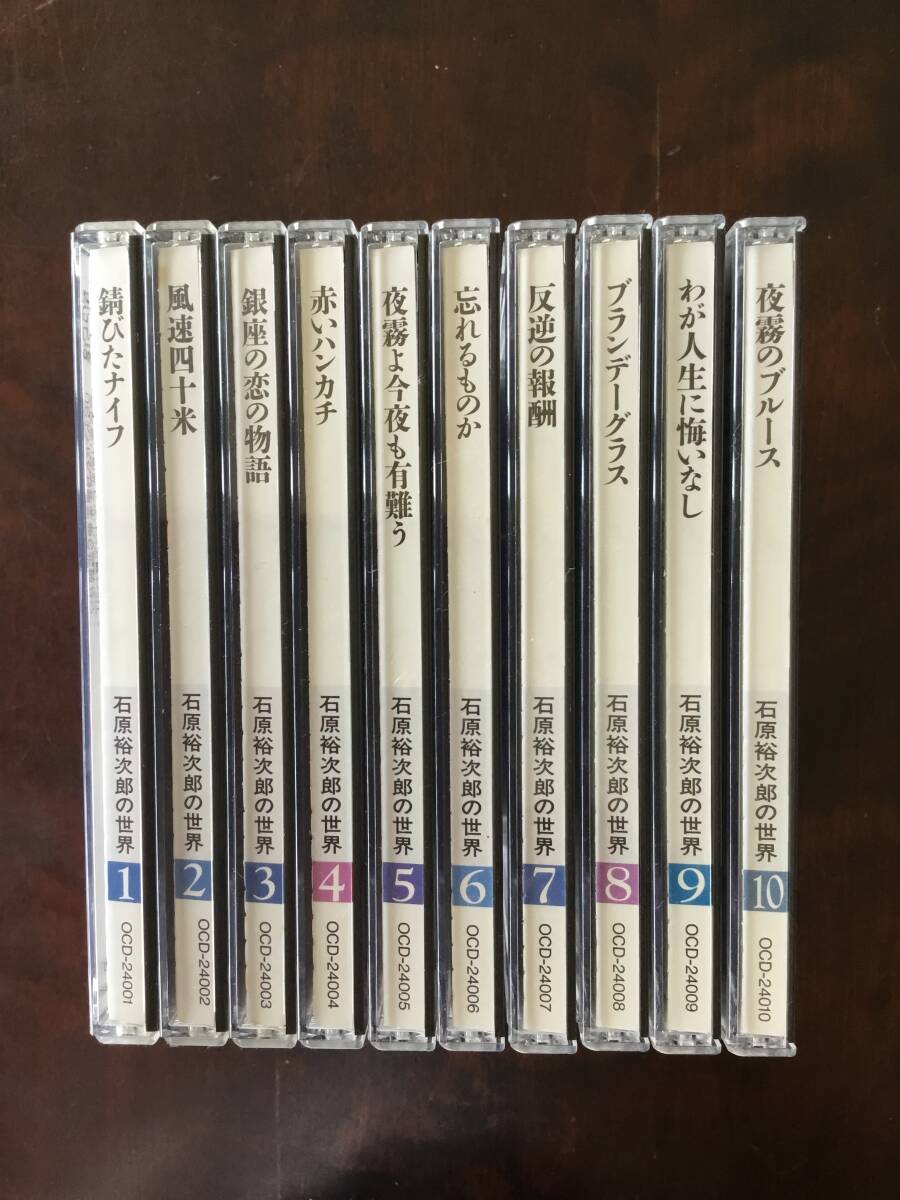 錆びたナイフ
石原裕次郎の世界
1
OCD-24001
風速四十米
石原裕次郎の世界
2
OCD-24002
銀座の恋の物語
石原裕次郎の世界
3
OCD-24003
赤いハンカチ
石原裕次郎の世界
4
OCD-24004
夜霧よ今夜も有難う
石原裕次郎の世界
5
OCD-24005
忘れるものか
石原裕次郎の世界
6
OCD-24006
反逆の報酬
石原裕次郎の世界
7
OCD-24007
ブランデーグラス
石原裕次郎の世界
8
OCD-24008
わが人生に悔いなし
石原裕次郎の世界
9
OCD-24009
夜霧のブルース
石原裕次郎の世界
10
OCD-24010